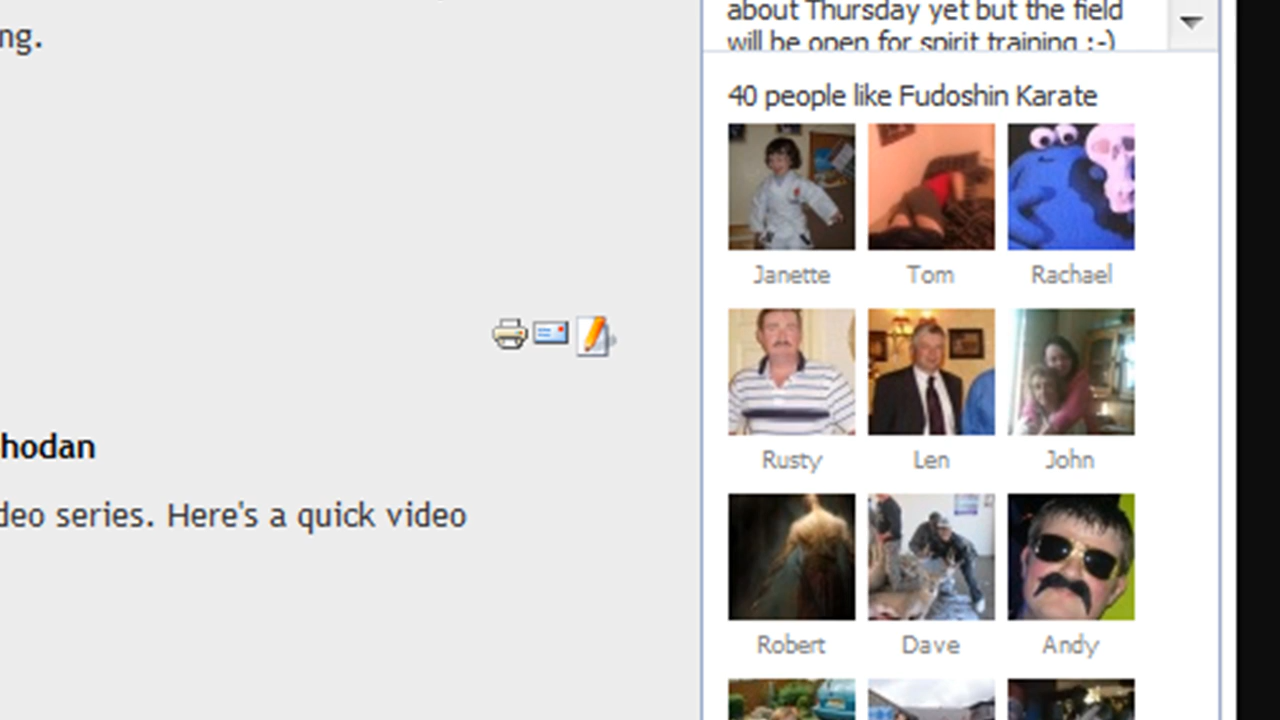 ng.
about Thursday yet but the field
will be open for spirit training :-)
40 people like Fudoshin Karate
Janette Tom Rachael
Rusty Len John
hodan
deo series. Here's a quick video
Robert Dave Andy